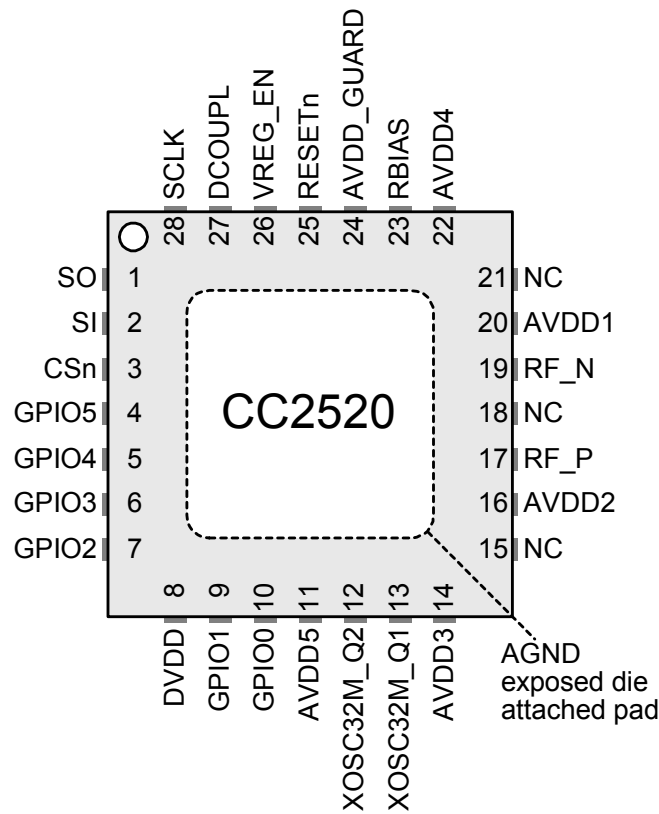 SCLK
DCOUPL
VREG_EN
RESETn
AVDD_GUARD
RBIAS
AVDD4
28
27
26
25
24
23
22
SO 1
SI 2
CSn 3
GPIO5 4
GPIO4 5
GPIO3 6
GPIO2 7
CC2520
21 NC
20 AVDD1
19 RF_N
18 NC
17 RF_P
16 AVDD2
15 NC
8
9
10
11
12
13
14
DVDD
GPIO1
GPIO0
AVDD5
XOSC32M_Q2
XOSC32M_Q1
AVDD3
AGND
exposed die
attached pad